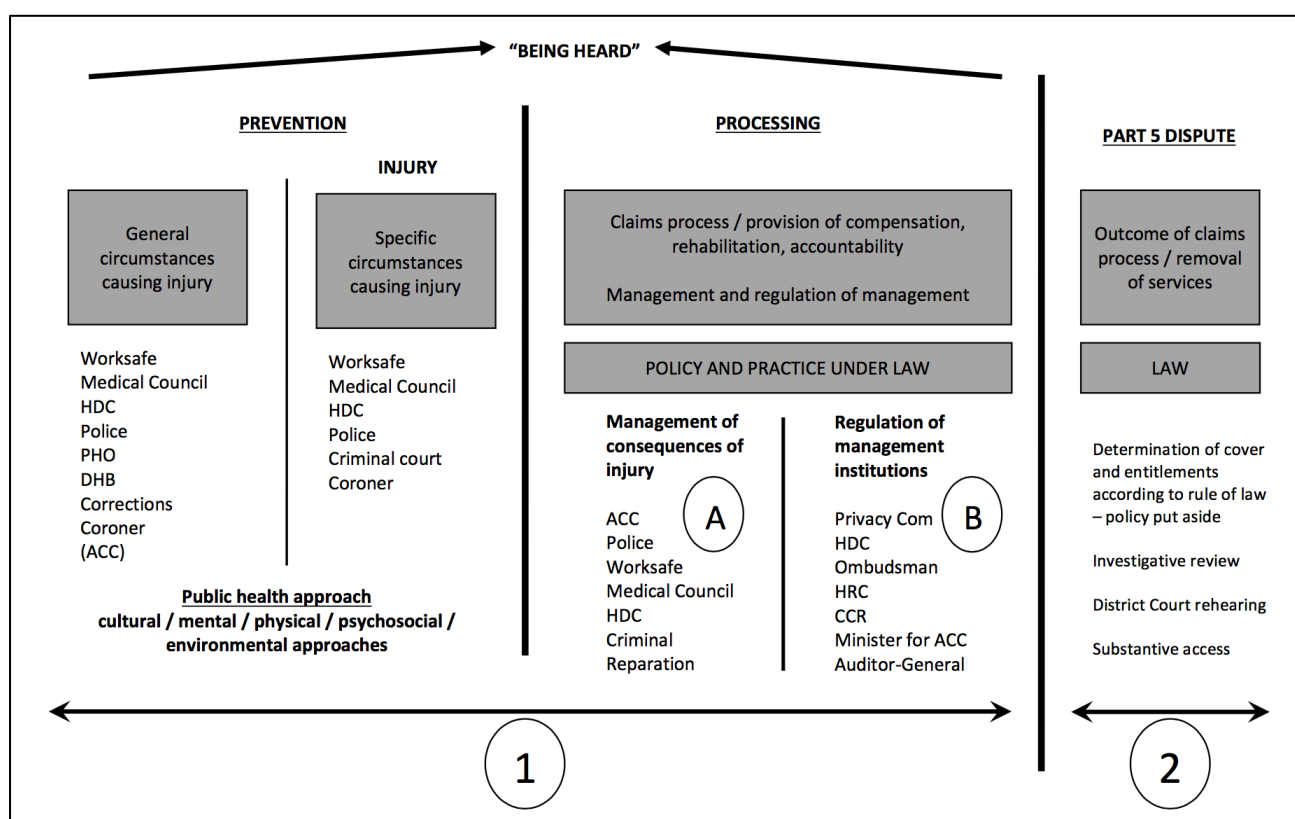 “BEING HEARD”
PREVENTION
INJURY
General
circumstances
causing injury
Specific
circumstances
causing injury
Worksafe
Medical Council
HDC
Police
PHO
DHB
Corrections
Coroner
(ACC)
Worksafe
Medical Council
HDC
Police
Criminal court
Coroner
Public health approach
cultural / mental / physical / psychosocial /
environmental approaches
PROCESSING
Claims process / provision of compensation,
rehabilitation, accountability
Management and regulation of management
POLICY AND PRACTICE UNDER LAW
Management of
consequences of
injury
A
ACC
Police
Worksafe
Medical Council
HDC
Criminal
Reparation
Regulation of
management
institutions
B
Privacy Com
HDC
Ombudsman
HRC
CCR
Minister for ACC
Auditor-General
1
PART 5 DISPUTE
Outcome of claims
process / removal
of services
LAW
Determination of cover
and entitlements
according to rule of law
– policy put aside
Investigative review
District Court rehearing
Substantive access
2